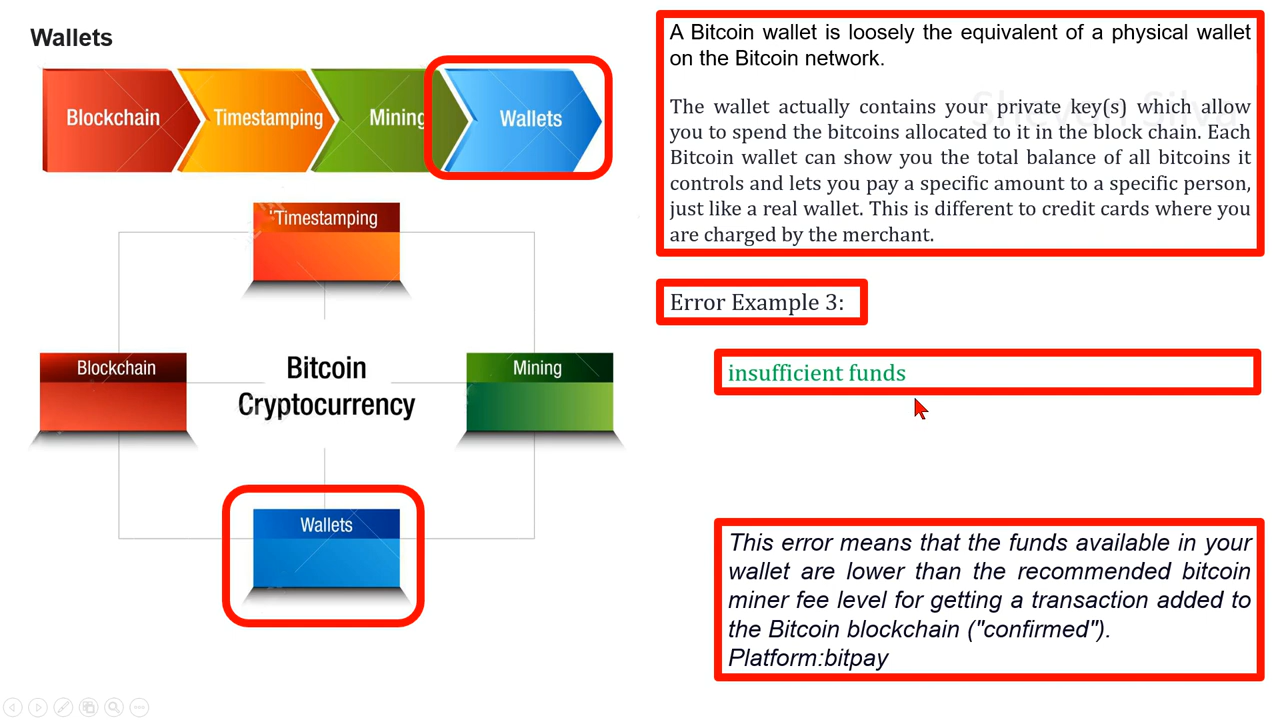 Wallets
Blockchain
Timestamping
Mining
Wallets
Timestamping
Blockchain
Bitcoin
Cryptocurrency
Mining
Wallets
A Bitcoin wallet is loosely the equivalent of a physical wallet
on the Bitcoin network.
The wallet actually contains your private key(s) which allow
you to spend the bitcoins allocated to it in the block chain. Each
Bitcoin wallet can show you the total balance of all bitcoins it
controls and lets you pay a specific amount to a specific person,
just like a real wallet. This is different to credit cards where you
are charged by the merchant.
Error Example 3:
insufficient funds
This error means that the funds available in your
wallet are lower than the recommended bitcoin
miner fee level for getting a transaction added to
the Bitcoin blockchain ("confirmed").
Platform:bitpay